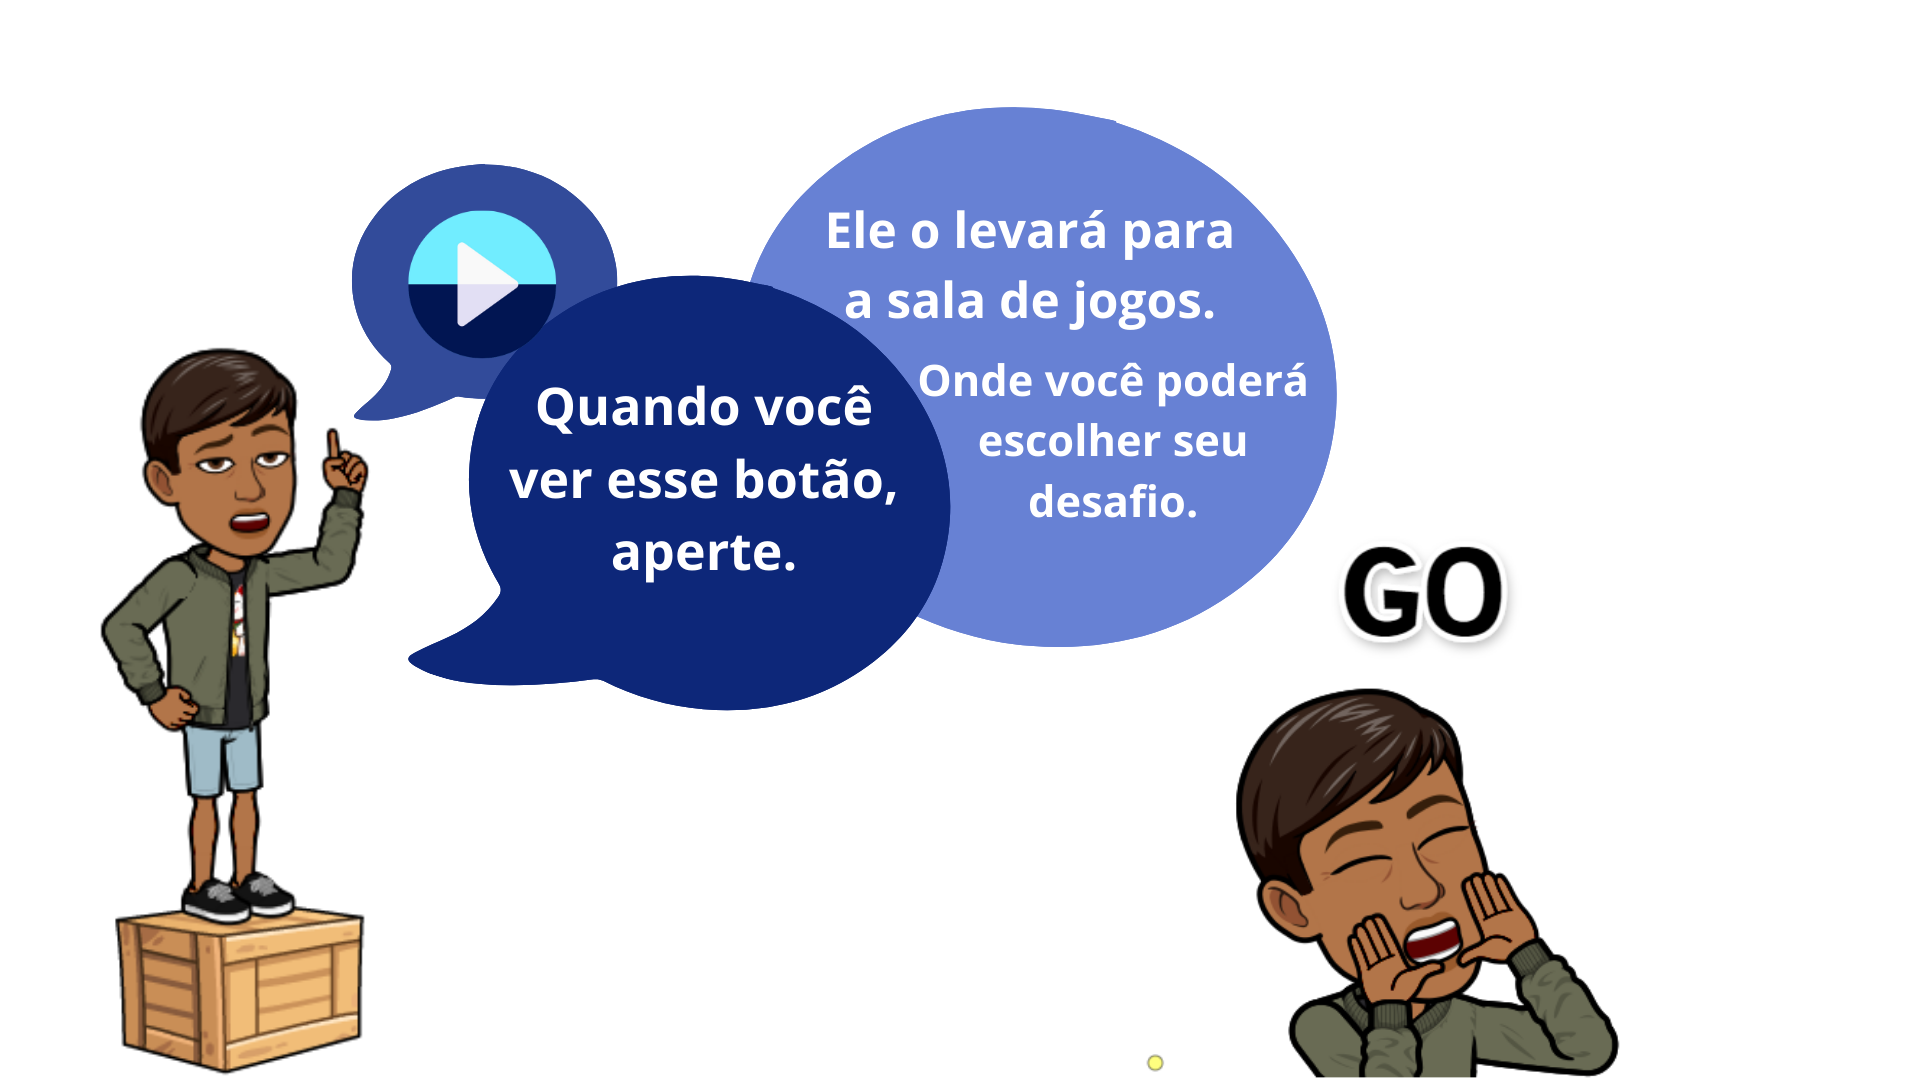 Quando você
ver esse botão,
aperte.
Ele o levará para
a sala de jogos.
Onde você poderá
escolher seu
desafio.
GO